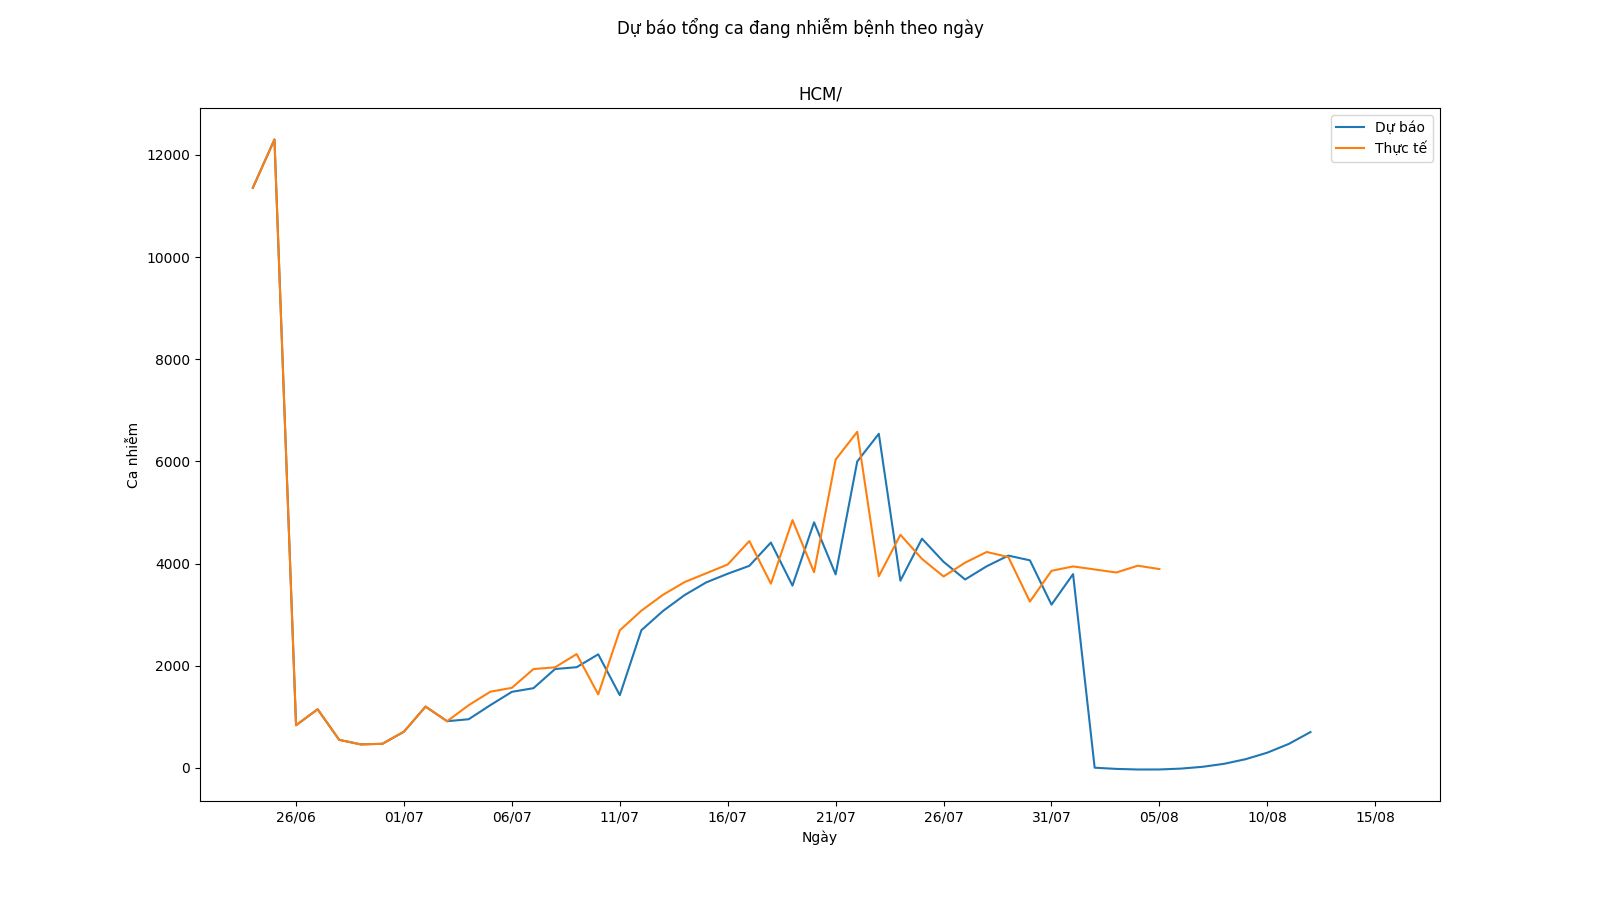 Dự báo tổng ca đang nhiễm bệnh theo ngày
HCM/
Dự báo
Thực tế
12000
10000
8000
6000
4000
2000
0
Ca nhiễm
26/06 01/07 06/07 11/07 16/07 21/07 26/07 31/07 05/08 10/08 15/08
Ngày